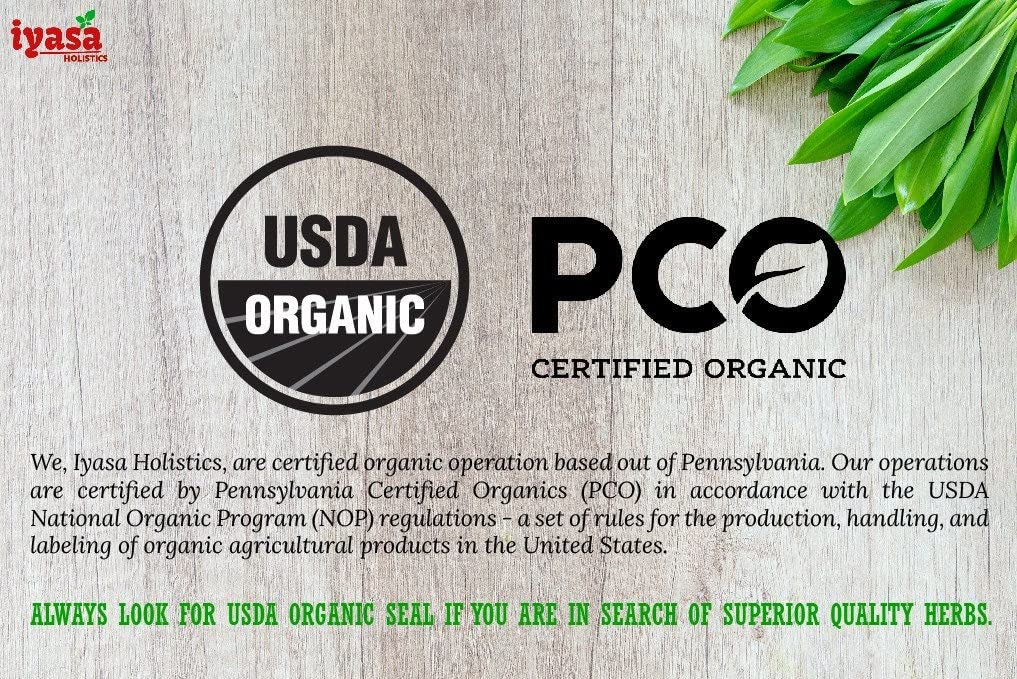 iyasa
HOLISTICS
USDA
ORGANIC
PCO
CERTIFIED ORGANIC
We, Iyasa Holistics, are certified organic operation based out of Pennsylvania. Our operations
are certified by Pennsylvania Certified Organics (PCO) in accordance with the USDA
National Organic Program (NOP) regulations - a set of rules for the production, handling, and
labeling of organic agricultural products in the United States.
ALWAYS LOOK FOR USDA ORGANIC SEAL IF YOU ARE IN SEARCH OF SUPERIOR QUALITY HERBS.